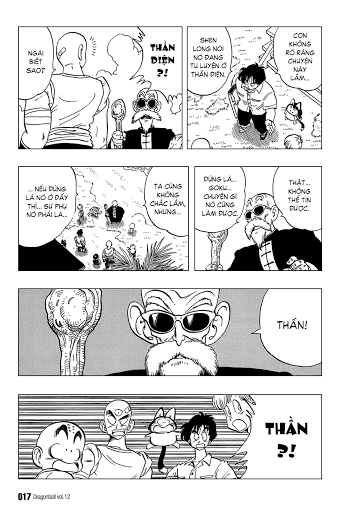 CON
KHÔNG
RÕ RÀNG
CHUYỆN
NÀY
LẮM...
SHEN
LONG NÓI
NÓ ĐANG
TU LUYỆN Ở
THẦN ĐIỆN.
THẦN
ĐIỆN
?!
NGÀI
BIẾT
SAO?
THẬT...
KHÔNG
THỂ TIN
ĐƯỢC.
ĐÚNG LÀ...
GOKU...
CHUYỆN GÌ
NÓ CŨNG
LÀM ĐƯỢC.
TA CŨNG
KHÔNG
CHẮC LẮM,
NHƯNG...
... NẾU ĐÚNG
LÀ NÓ Ở ĐẤY
THÌ... SƯ PHỤ
NÓ PHẢI LÀ...
THẦN!
THẦN
?!
017 Dragonball vol.12